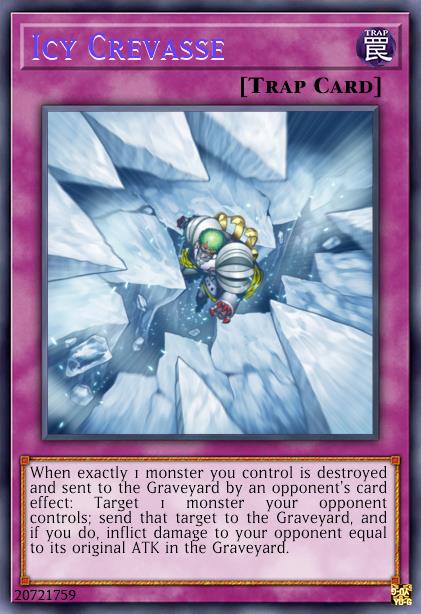 Icy Crevasse
TRAP
罠
[Trap Card]
When exactly 1 monster you control is destroyed
and sent to the Graveyard by an opponent's card
effect: Target 1 monster your opponent
controls; send that target to the Graveyard, and
if you do, inflict damage to your opponent equal
to its original ATK in the Graveyard.
20721759